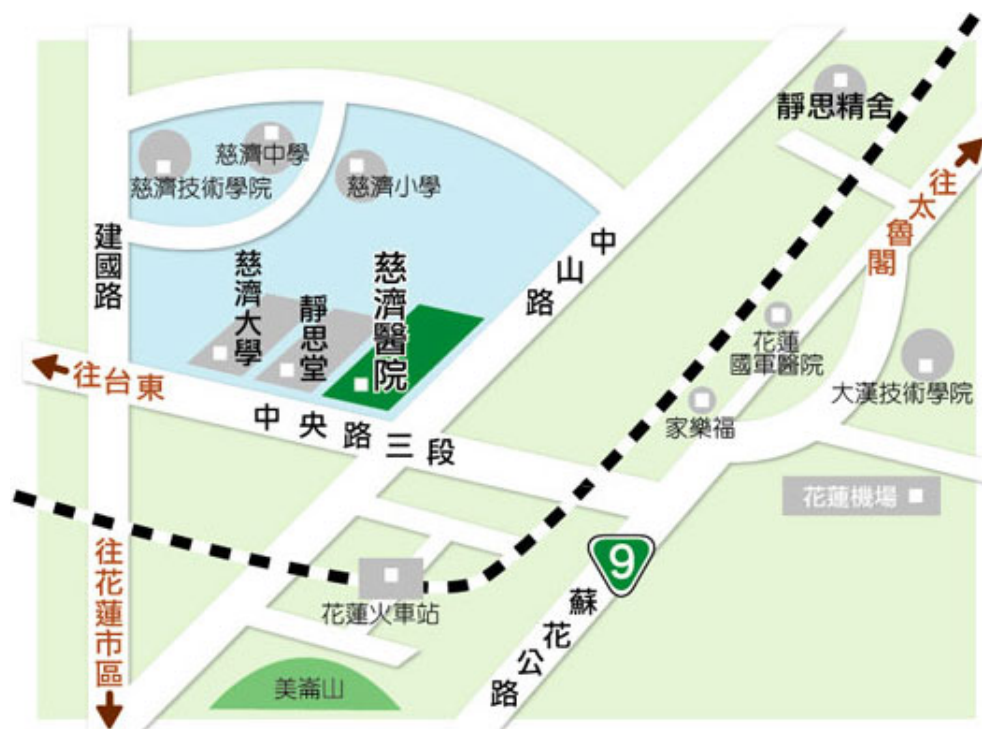 靜思精舍
往太魯閣
慈濟中學
慈濟技術學院
慈濟小學
建國路
中山路
慈濟大學
靜思堂
慈濟醫院
花蓮
國軍醫院
大漢技術學院
往台東
中央路三段
家樂福
花蓮機場
9
蘇花公路
往花蓮市區
花蓮火車站
美崙山